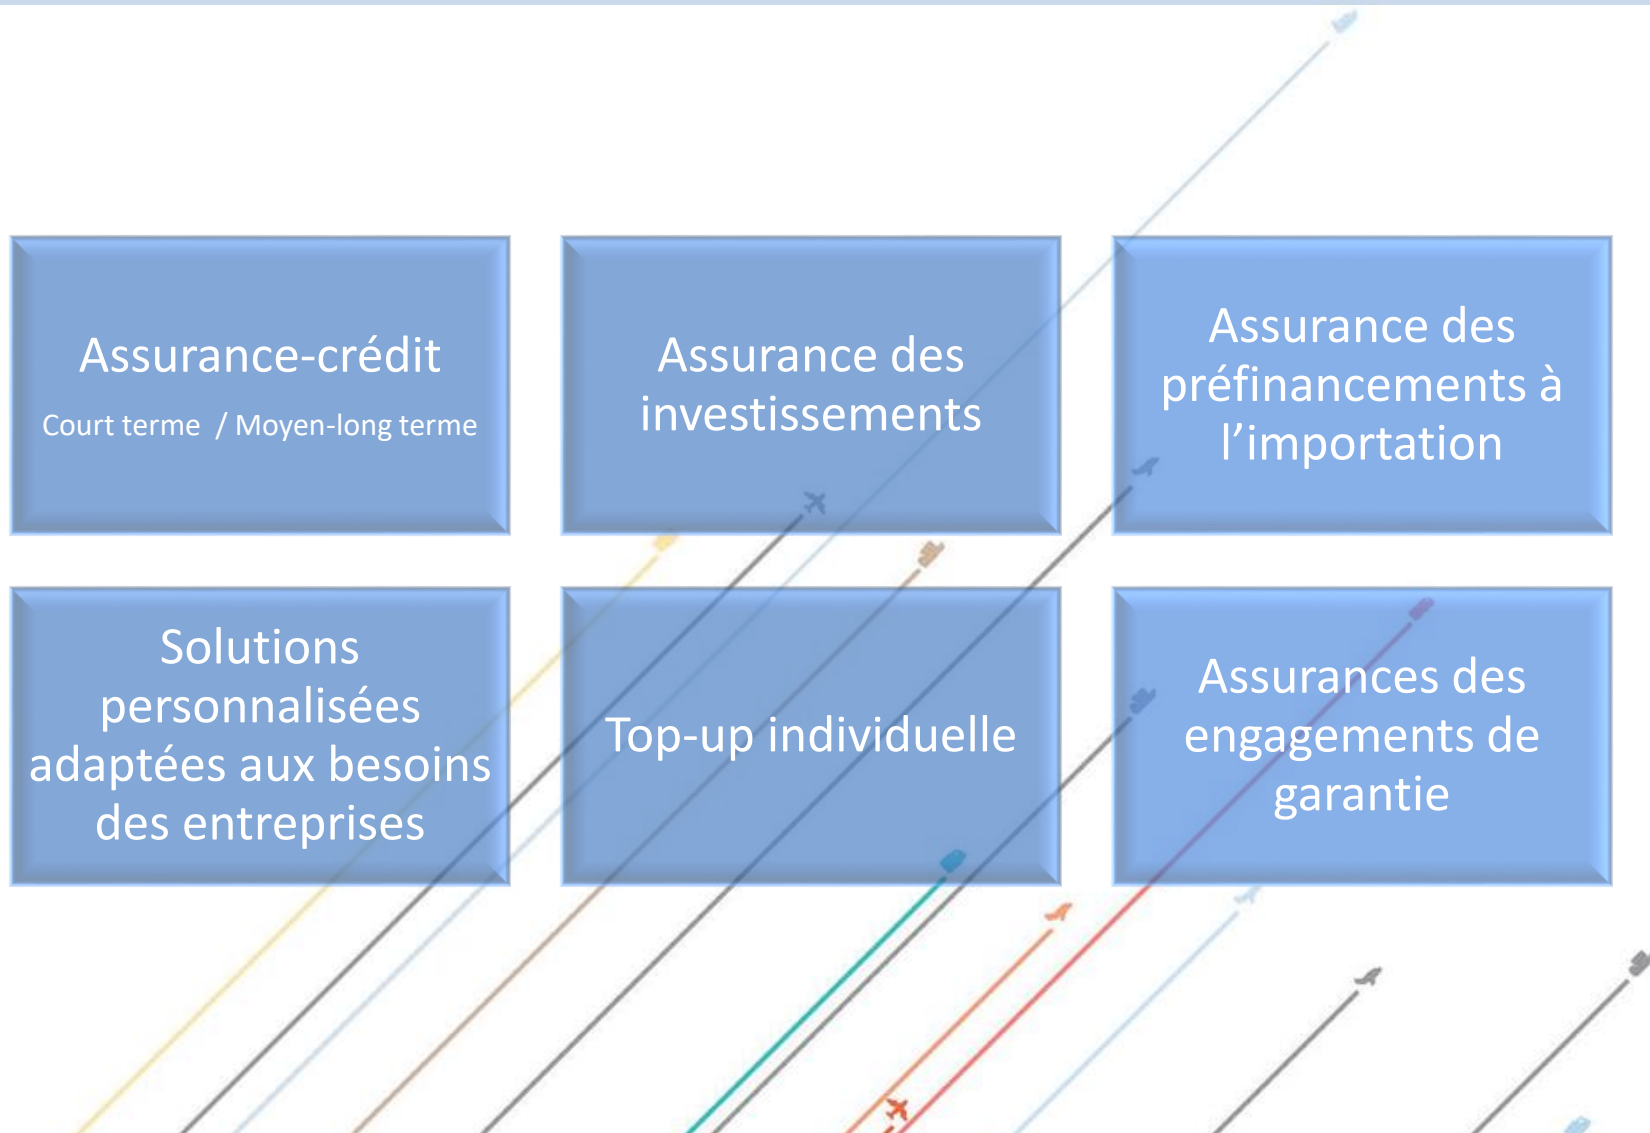 Assurance-crédit
Court terme / Moyen-long terme
Assurance des
investissements
Assurance des
préfinancements à
l’importation
Solutions
personnalisées
adaptées aux besoins
des entreprises
Top-up individuelle
Assurances des
engagements de
garantie